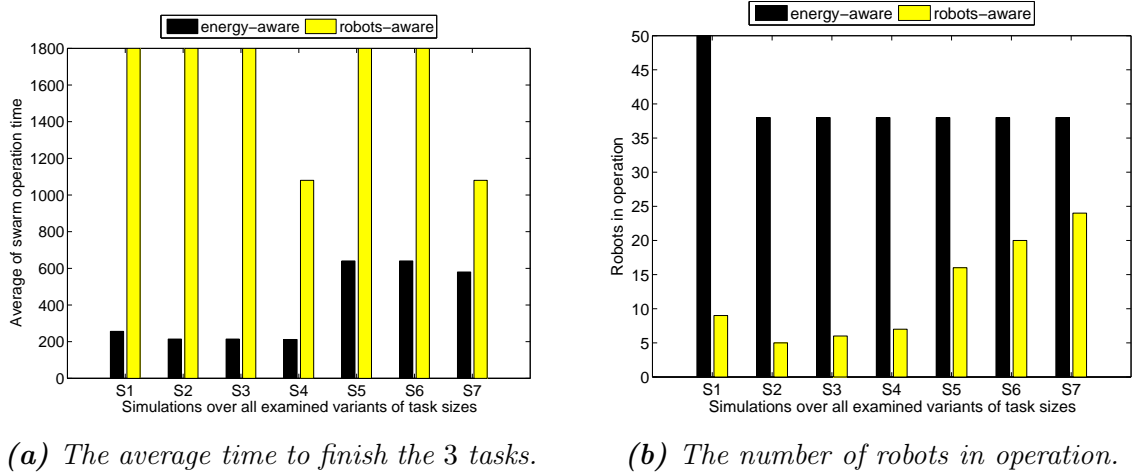 energy-aware robots-aware
1800
1600
1400
1200
1000
800
600
400
200
0
Average of swarm operation time
S1 S2 S3 S4 S5 S6 S7
Simulations over all examined variants of task sizes
(a) The average time to finish the 3 tasks.
energy-aware robots-aware
50
45
40
35
30
25
20
15
10
5
0
Robots in operation
S1 S2 S3 S4 S5 S6 S7
Simulations over all examined variants of task sizes
(b) The number of robots in operation.